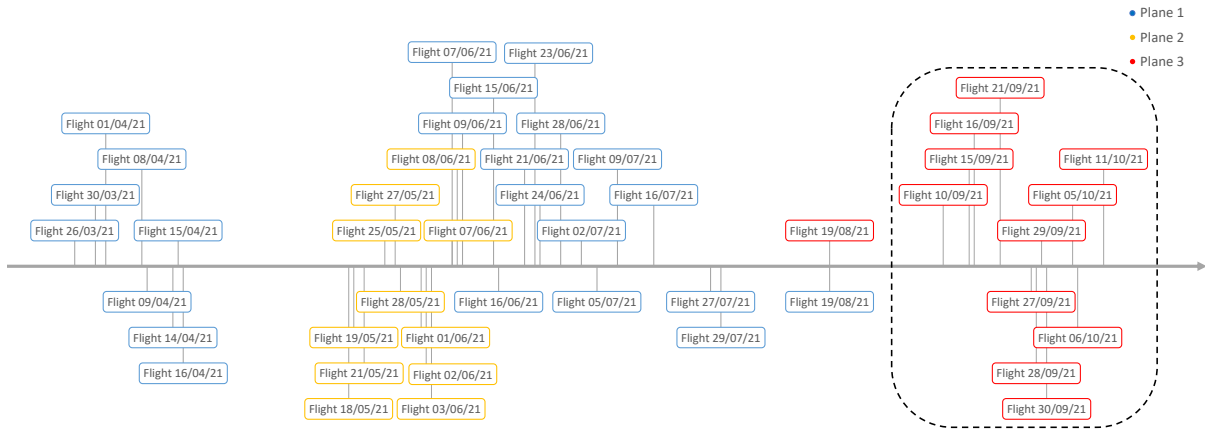 Plane 1
Plane 2
Plane 3
Flight 07/06/21
Flight 23/06/21
Flight 15/06/21
Flight 21/09/21
Flight 01/04/21
Flight 09/06/21
Flight 28/06/21
Flight 16/09/21
Flight 08/04/21
Flight 08/06/21
Flight 21/06/21
Flight 09/07/21
Flight 15/09/21
Flight 11/10/21
Flight 30/03/21
Flight 27/05/21
Flight 24/06/21
Flight 16/07/21
Flight 10/09/21
Flight 05/10/21
Flight 26/03/21
Flight 15/04/21
Flight 25/05/21
Flight 07/06/21
Flight 02/07/21
Flight 19/08/21
Flight 29/09/21
Flight 09/04/21
Flight 28/05/21
Flight 16/06/21
Flight 05/07/21
Flight 27/07/21
Flight 19/08/21
Flight 27/09/21
Flight 14/04/21
Flight 19/05/21
Flight 01/06/21
Flight 29/07/21
Flight 06/10/21
Flight 16/04/21
Flight 21/05/21
Flight 02/06/21
Flight 28/09/21
Flight 18/05/21
Flight 03/06/21
Flight 30/09/21